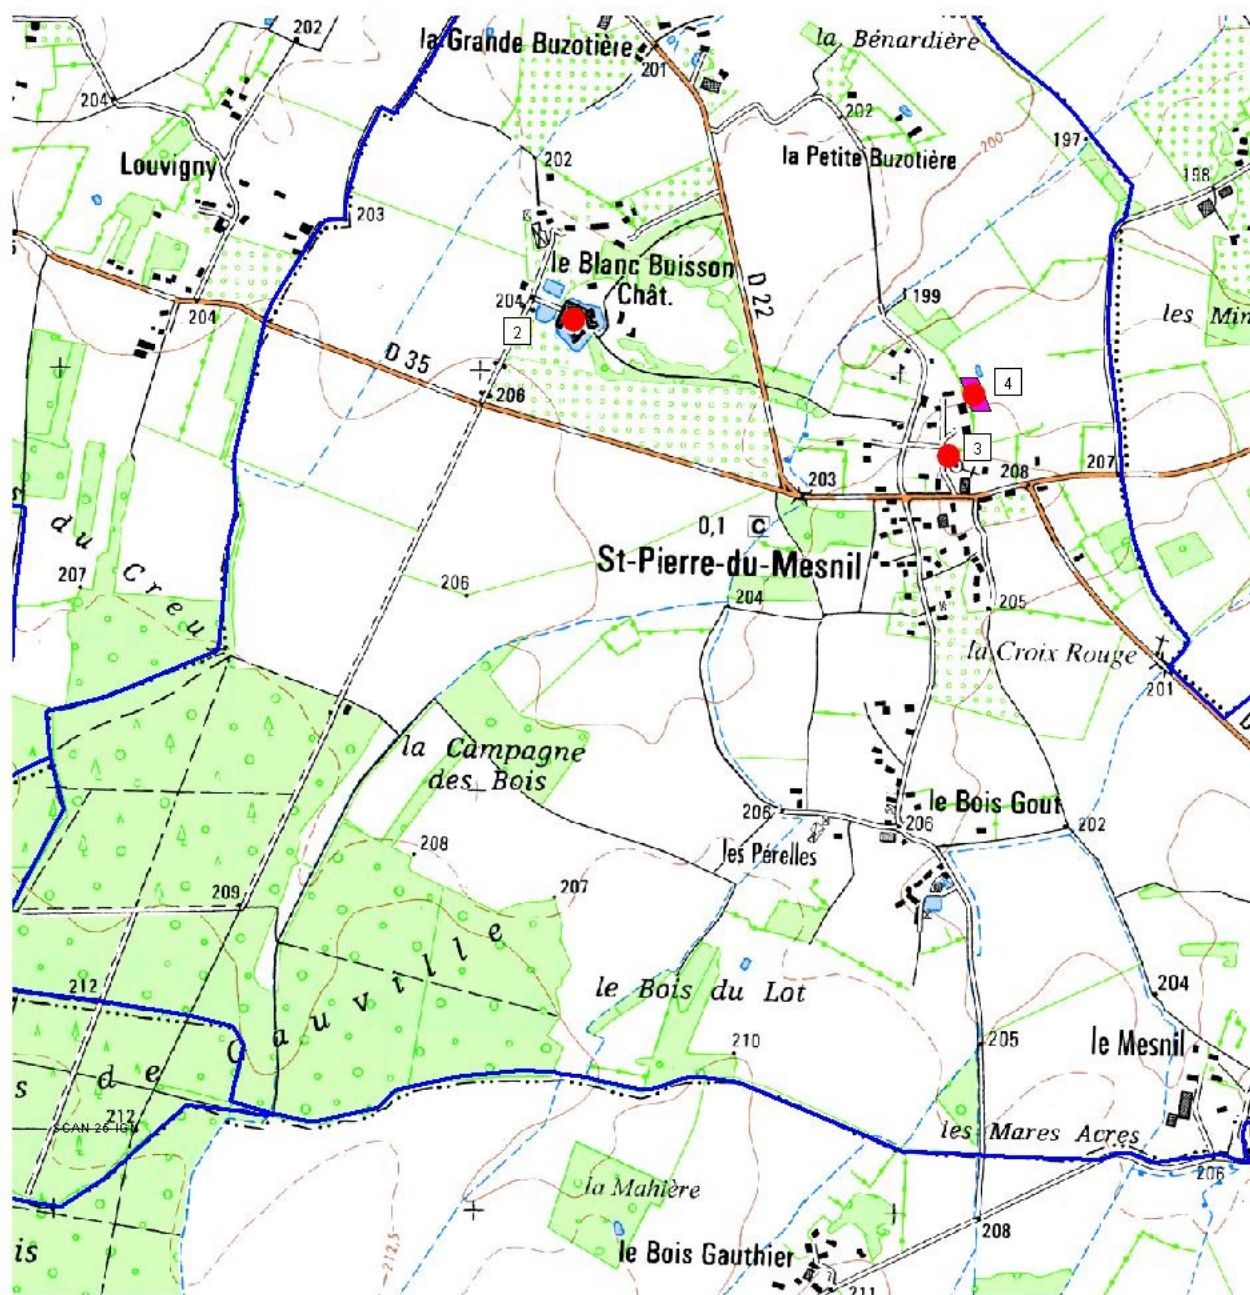 202
la Grande Buzotière
201
la Bénardière
204
202
197
Louvigny
202
la Petite Buzotière
200
198
203
le Blanc Buisson
Chât.
D 22
204
199
les Min
204
2
D 35
4
206
3
203
208
207
0,1 C
St-Pierre-du-Mesnil
du Creu
207
206
204
205
la Croix Rouge
201
D
la Campagne
des Bois
le Bois Gout
206
206
202
208
les Pérelles
209
207
212
le Bois du Lot
204
s de Cauville
210
205
le Mesnil
212
SCAN 25 IGN
les Mares Acres
206
la Mahière
212,5
208
is
le Bois Gauthier
211